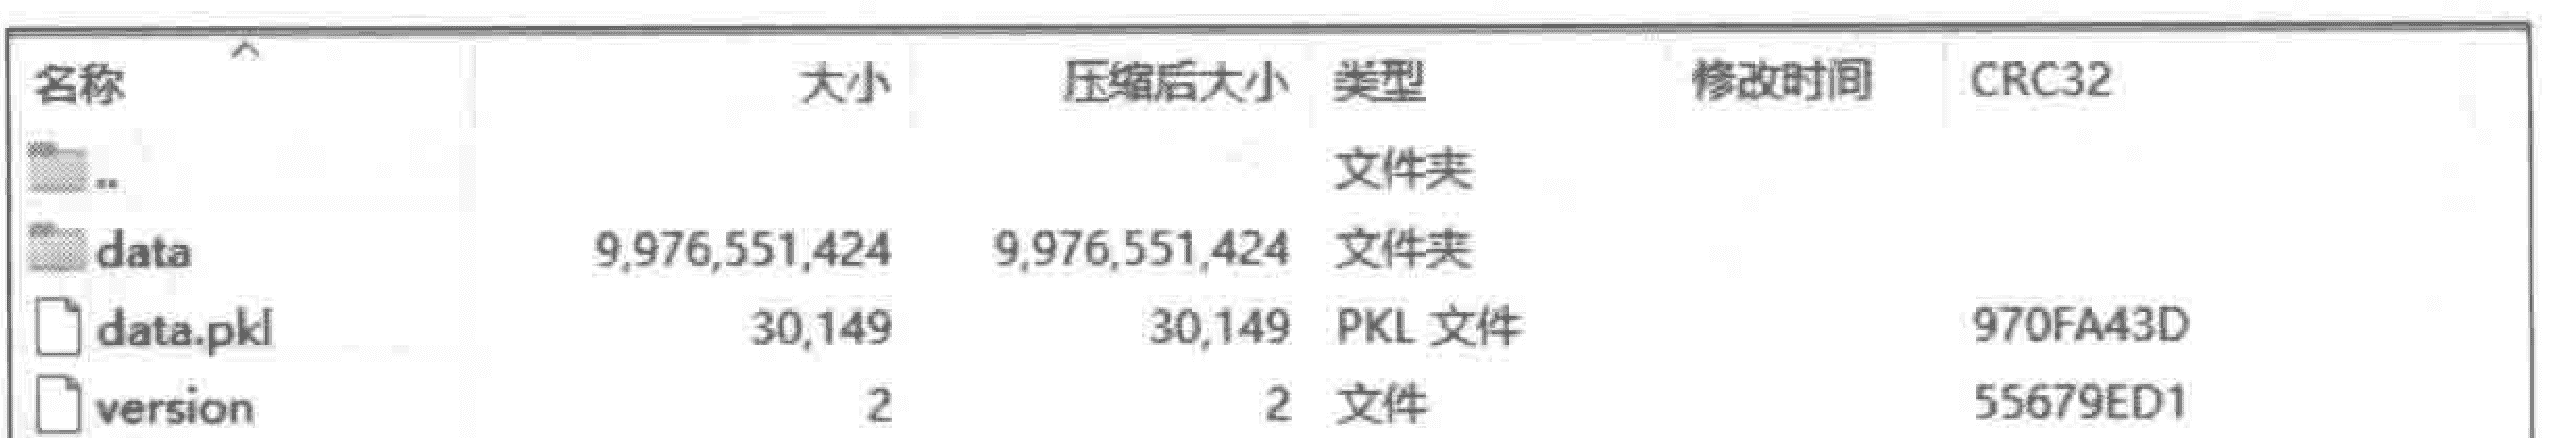 名称 大小 压缩后大小 类型 修改时间 CRC32
.. 文件夹
data 9,976,551,424 9,976,551,424 文件夹
data.pkl 30,149 30,149 PKL 文件 970FA43D
version 2 2 文件 55679ED1